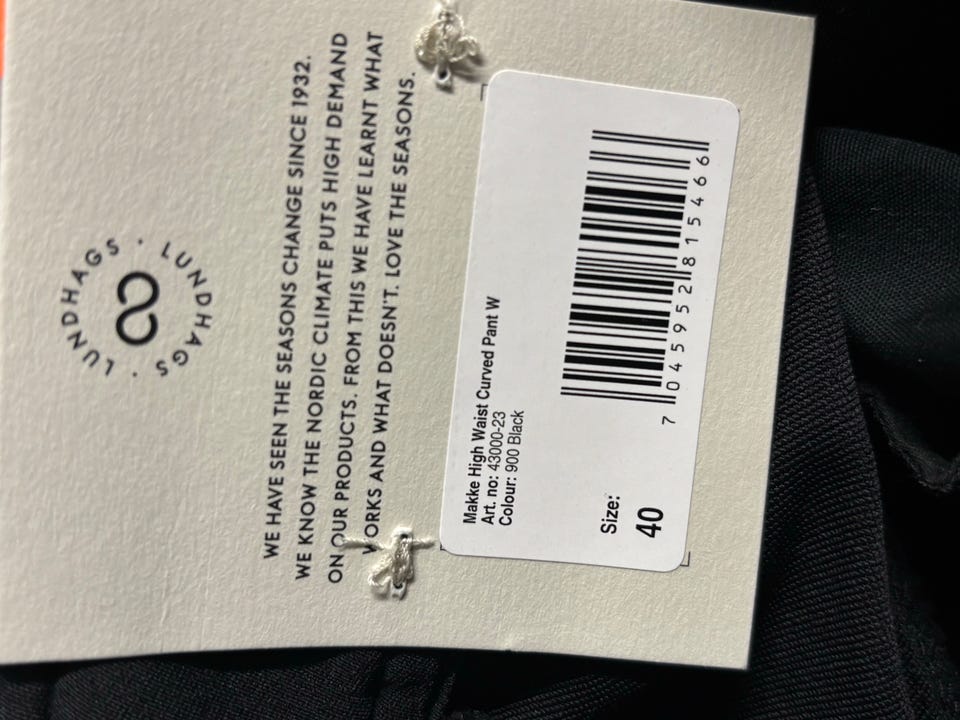 LUNDHAGS · LUNDHAGS ·
WE HAVE SEEN THE SEASONS CHANGE SINCE 1932.
WE KNOW THE NORDIC CLIMATE PUTS HIGH DEMAND
ON OUR PRODUCTS. FROM THIS WE HAVE LEARNT WHAT
WORKS AND WHAT DOESN'T. LOVE THE SEASONS.
Makke High Waist Curved Pant W
Art. no: 43000-23
Colour: 900 Black
7 045952 815466
Size:
40